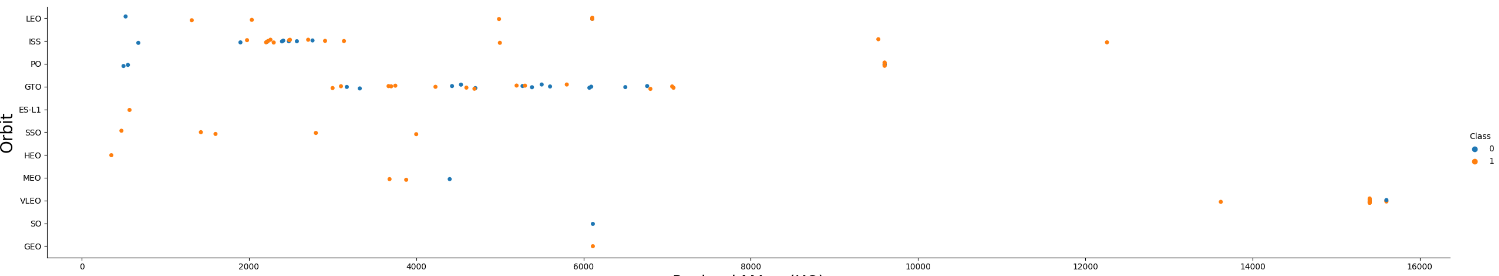 Orbit
LEO
ISS
PO
GTO
ES-L1
SSO
HEO
MEO
VLEO
SO
GEO
0 2000 4000 6000 8000 10000 12000 14000 16000
Class
0
1